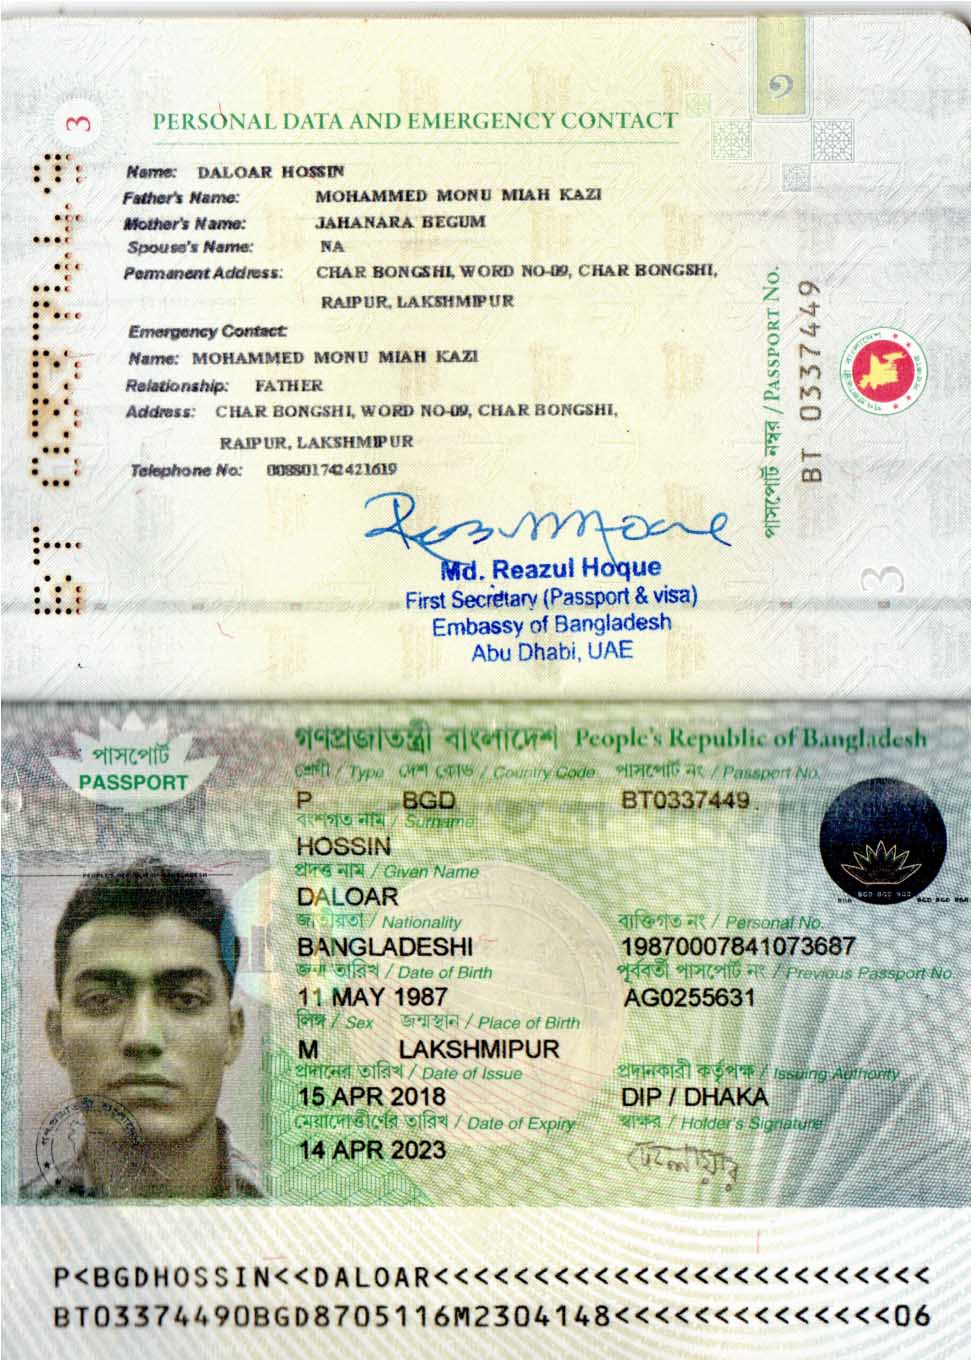 3
PERSONAL DATA AND EMERGENCY CONTACT
Name: DALOAR HOSSIN
Father's Name: MOHAMMED MONU MIAH KAZI
Mother's Name: JAHANARA BEGUM
Spouse's Name: NA
Permanent Address: CHAR BONGSHI, WORD NO-09, CHAR BONGSHI,
RAIPUR, LAKSHMIPUR
Emergency Contact:
Name: MOHAMMED MONU MIAH KAZI
Relationship: FATHER
Address: CHAR BONGSHI, WORD NO-09, CHAR BONGSHI,
RAIPUR, LAKSHMIPUR
Telephone No: 008801742421619
Md. Reazul Hoque
First Secretary (Passport & visa)
Embassy of Bangladesh
Abu Dhabi, UAE
পাসপোর্ট নম্বর / PASSPORT No.
BT 0337449
BT 0337449
3
পাসপোর্ট
PASSPORT
গণপ্রজাতন্ত্রী বাংলাদেশ People's Republic of Bangladesh
শ্রেণী / Type দেশ কোড / Country Code পাসপোর্ট নং / Passport No.
P BGD BT0337449
বংশগত নাম / Surname
HOSSIN
প্রদত্ত নাম / Given Name
DALOAR
জাতীয়তা / Nationality ব্যক্তিগত নং / Personal No.
BANGLADESHI 19870007841073687
জন্ম তারিখ / Date of Birth পূর্ববর্তী পাসপোর্ট নং / Previous Passport No.
11 MAY 1987 AG0255631
লিঙ্গ / Sex জন্মস্থান / Place of Birth
M LAKSHMIPUR
প্রদানের তারিখ / Date of Issue প্রদানকারী কর্তৃপক্ষ / Issuing Authority
15 APR 2018 DIP / DHAKA
মেয়াদোত্তীর্ণের তারিখ / Date of Expiry স্বাক্ষর / Holder's Signature
14 APR 2023 দেলোয়ার
BGD BGD BGD
P<BGDHOSSIN<<DALOAR<<<<<<<<<<<<<<<<<<<<<<<<<
BT03374490BGD8705116M2304148<<<<<<<<<<<<<<06